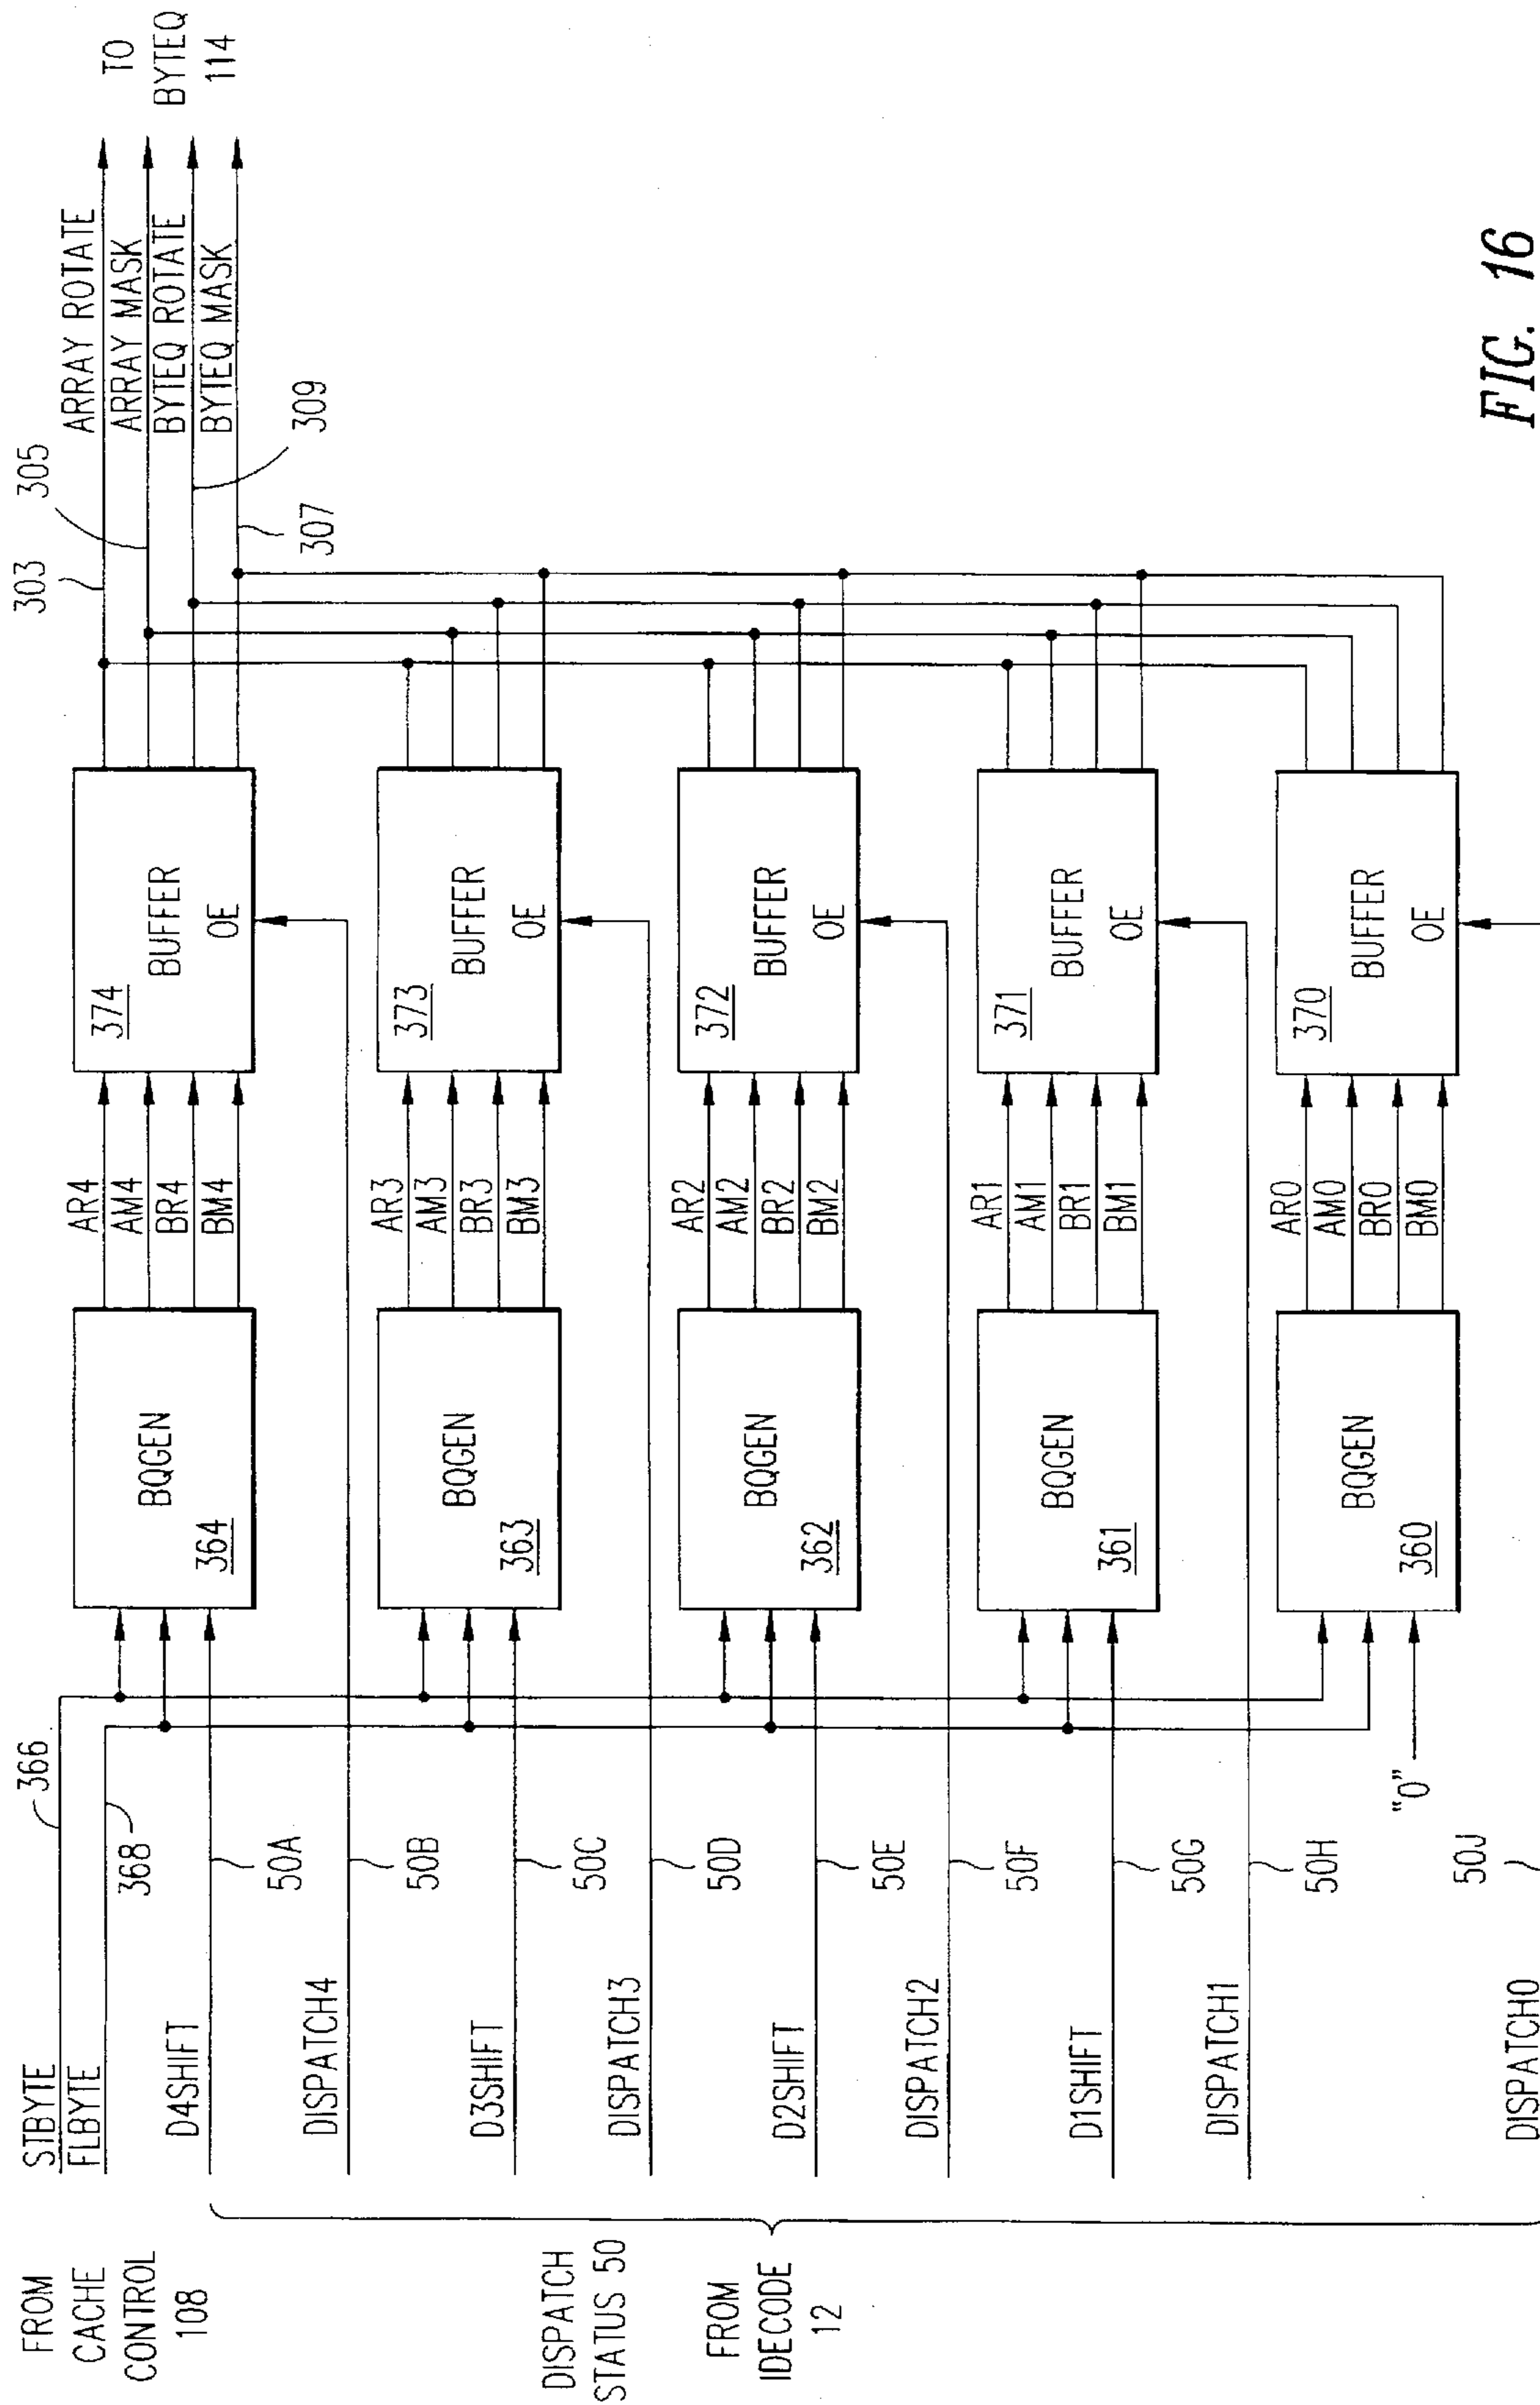 FROM
CACHE
CONTROL
108
STBYTE
FLBYTE
366
368
D4SHIFT
50A
DISPATCH4
50B
D3SHIFT
50C
DISPATCH3
50D
D2SHIFT
50E
DISPATCH2
50F
D1SHIFT
50G
DISPATCH1
50H
DISPATCH0
50J
"0"
DISPATCH
STATUS 50
FROM
IDECODE
12
BQGEN
364
AR4
AM4
BR4
BM4
374
BUFFER
OE
BQGEN
363
AR3
AM3
BR3
BM3
373
BUFFER
OE
BQGEN
362
AR2
AM2
BR2
BM2
372
BUFFER
OE
BQGEN
361
AR1
AM1
BR1
BM1
371
BUFFER
OE
BQGEN
360
AR0
AM0
BR0
BM0
370
BUFFER
OE
303
305
309
307
ARRAY ROTATE
ARRAY MASK
BYTEQ ROTATE
BYTEQ MASK
TO
BYTEQ
114
FIG. 16